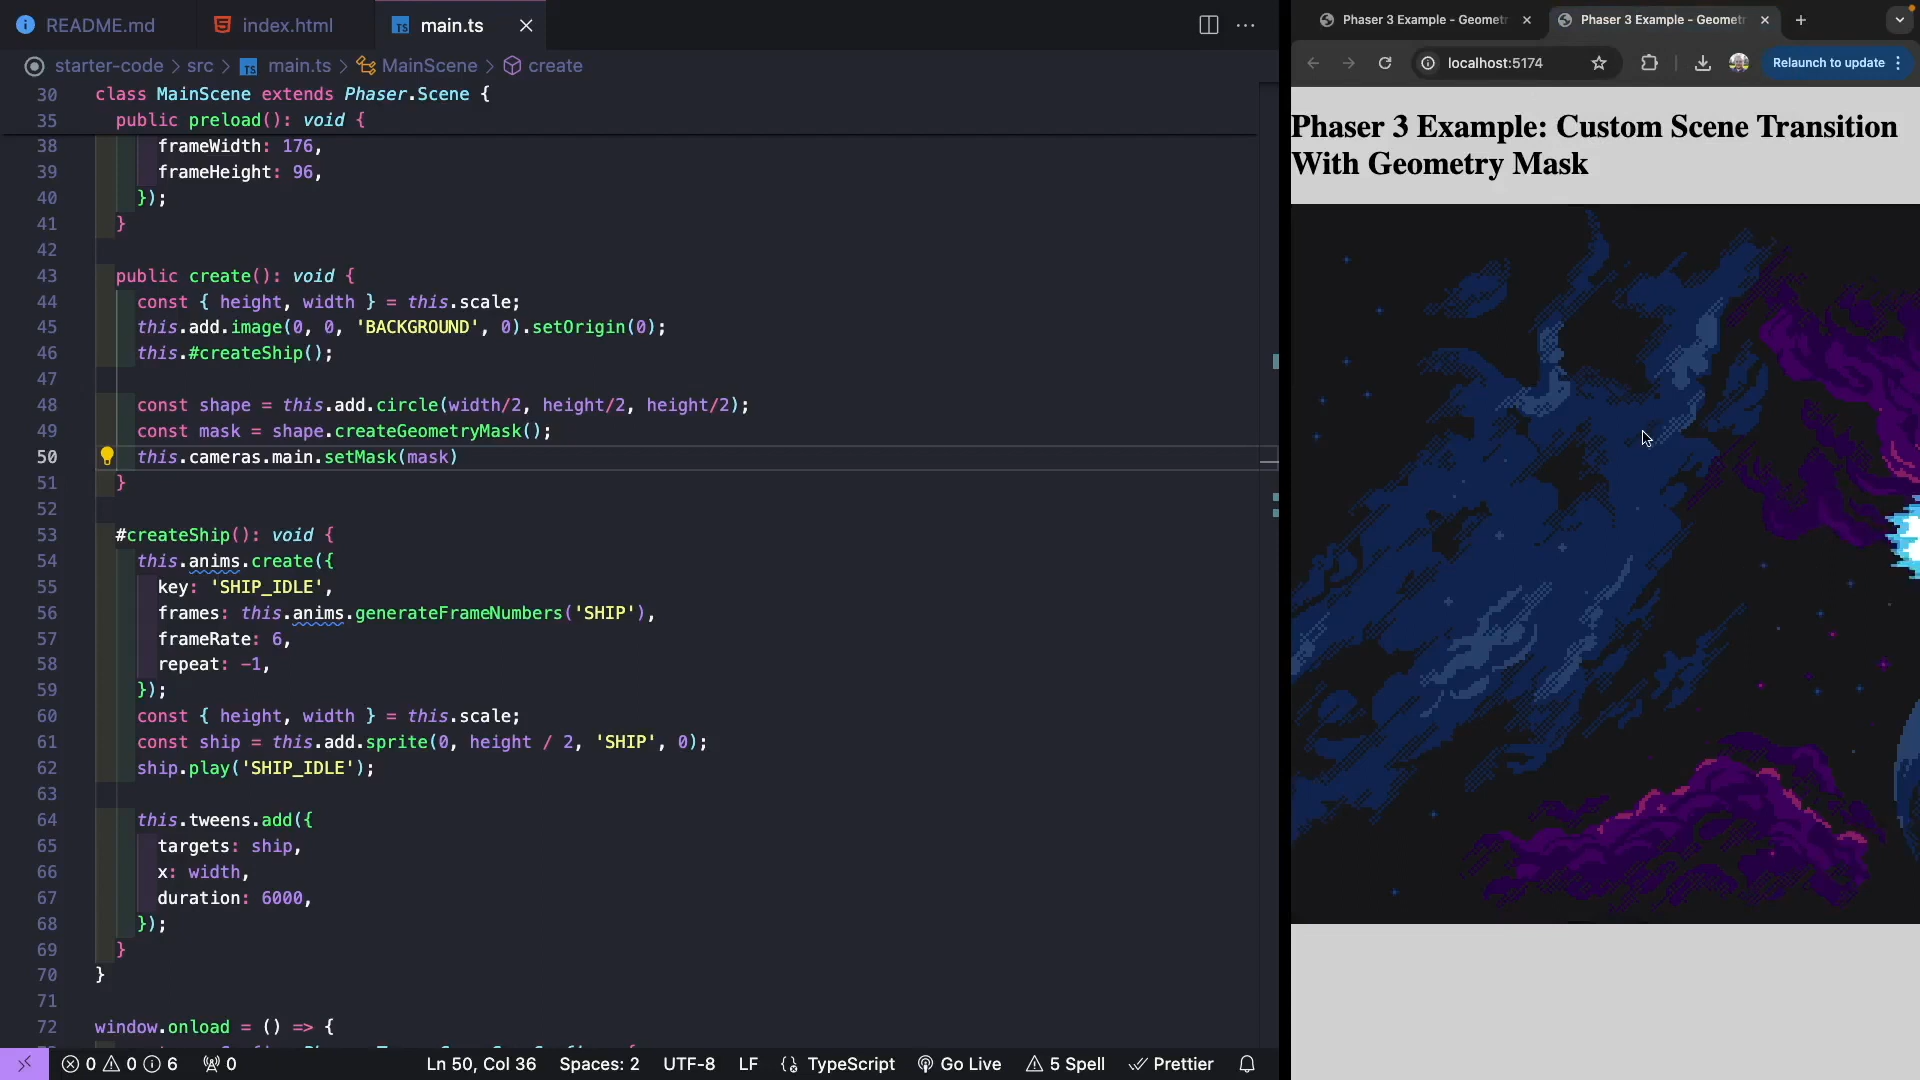 README.md
index.html
TS main.ts
starter-code > src > TS main.ts > MainScene > create
30 class MainScene extends Phaser.Scene {
35 public preload(): void {
38 frameWidth: 176,
39 frameHeight: 96,
40 });
41 }
42
43 public create(): void {
44 const { height, width } = this.scale;
45 this.add.image(0, 0, 'BACKGROUND', 0).setOrigin(0);
46 this.#createShip();
47
48 const shape = this.add.circle(width/2, height/2, height/2);
49 const mask = shape.createGeometryMask();
50 this.cameras.main.setMask(mask)
51 }
52
53 #createShip(): void {
54 this.anims.create({
55 key: 'SHIP_IDLE',
56 frames: this.anims.generateFrameNumbers('SHIP'),
57 frameRate: 6,
58 repeat: -1,
59 });
60 const { height, width } = this.scale;
61 const ship = this.add.sprite(0, height / 2, 'SHIP', 0);
62 ship.play('SHIP_IDLE');
63
64 this.tweens.add({
65 targets: ship,
66 x: width,
67 duration: 6000,
68 });
69 }
70 }
71
72 window.onload = () => {
0 0 6 0 Ln 50, Col 36 Spaces: 2 UTF-8 LF {} TypeScript Go Live 5 Spell Prettier
Phaser 3 Example - Geomet
Phaser 3 Example - Geomet
localhost:5174
Relaunch to update
Phaser 3 Example: Custom Scene Transition
With Geometry Mask